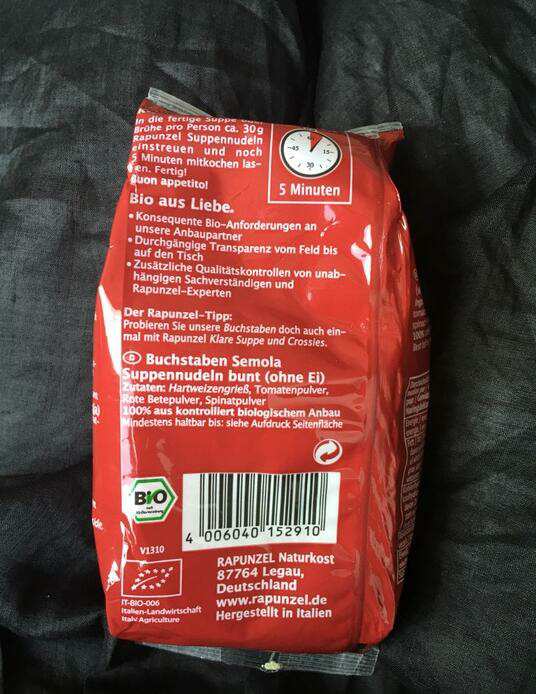 in die fertige Suppe oder
Brühe pro Person ca. 30g
Rapunzel Suppennudeln
einstreuen und noch
5 Minuten mitkochen las-
en. Fertig!
Buon appetito!
45 15
30
5 Minuten
Bio aus Liebe.
• Konsequente Bio-Anforderungen an
unsere Anbaupartner
• Durchgängige Transparenz vom Feld bis
auf den Tisch
• Zusätzliche Qualitätskontrollen von unab-
hängigen Sachverständigen und
Rapunzel-Experten
Der Rapunzel-Tipp:
Probieren Sie unsere Buchstaben doch auch ein-
mal mit Rapunzel Klare Suppe und Crossies.
D Buchstaben Semola
Suppennudeln bunt (ohne Ei)
Zutaten: Hartweizengrieß, Tomatenpulver,
Rote Betepulver, Spinatpulver
100% aus kontrolliert biologischem Anbau
Mindestens haltbar bis: siehe Aufdruck Seitenfläche
Bio
4 006040 152910
V1310
IT-BIO-006
Italien-Landwirtschaft
Italy Agriculture
RAPUNZEL Naturkost
87764 Legau,
Deutschland
www.rapunzel.de
Hergestellt in Italien